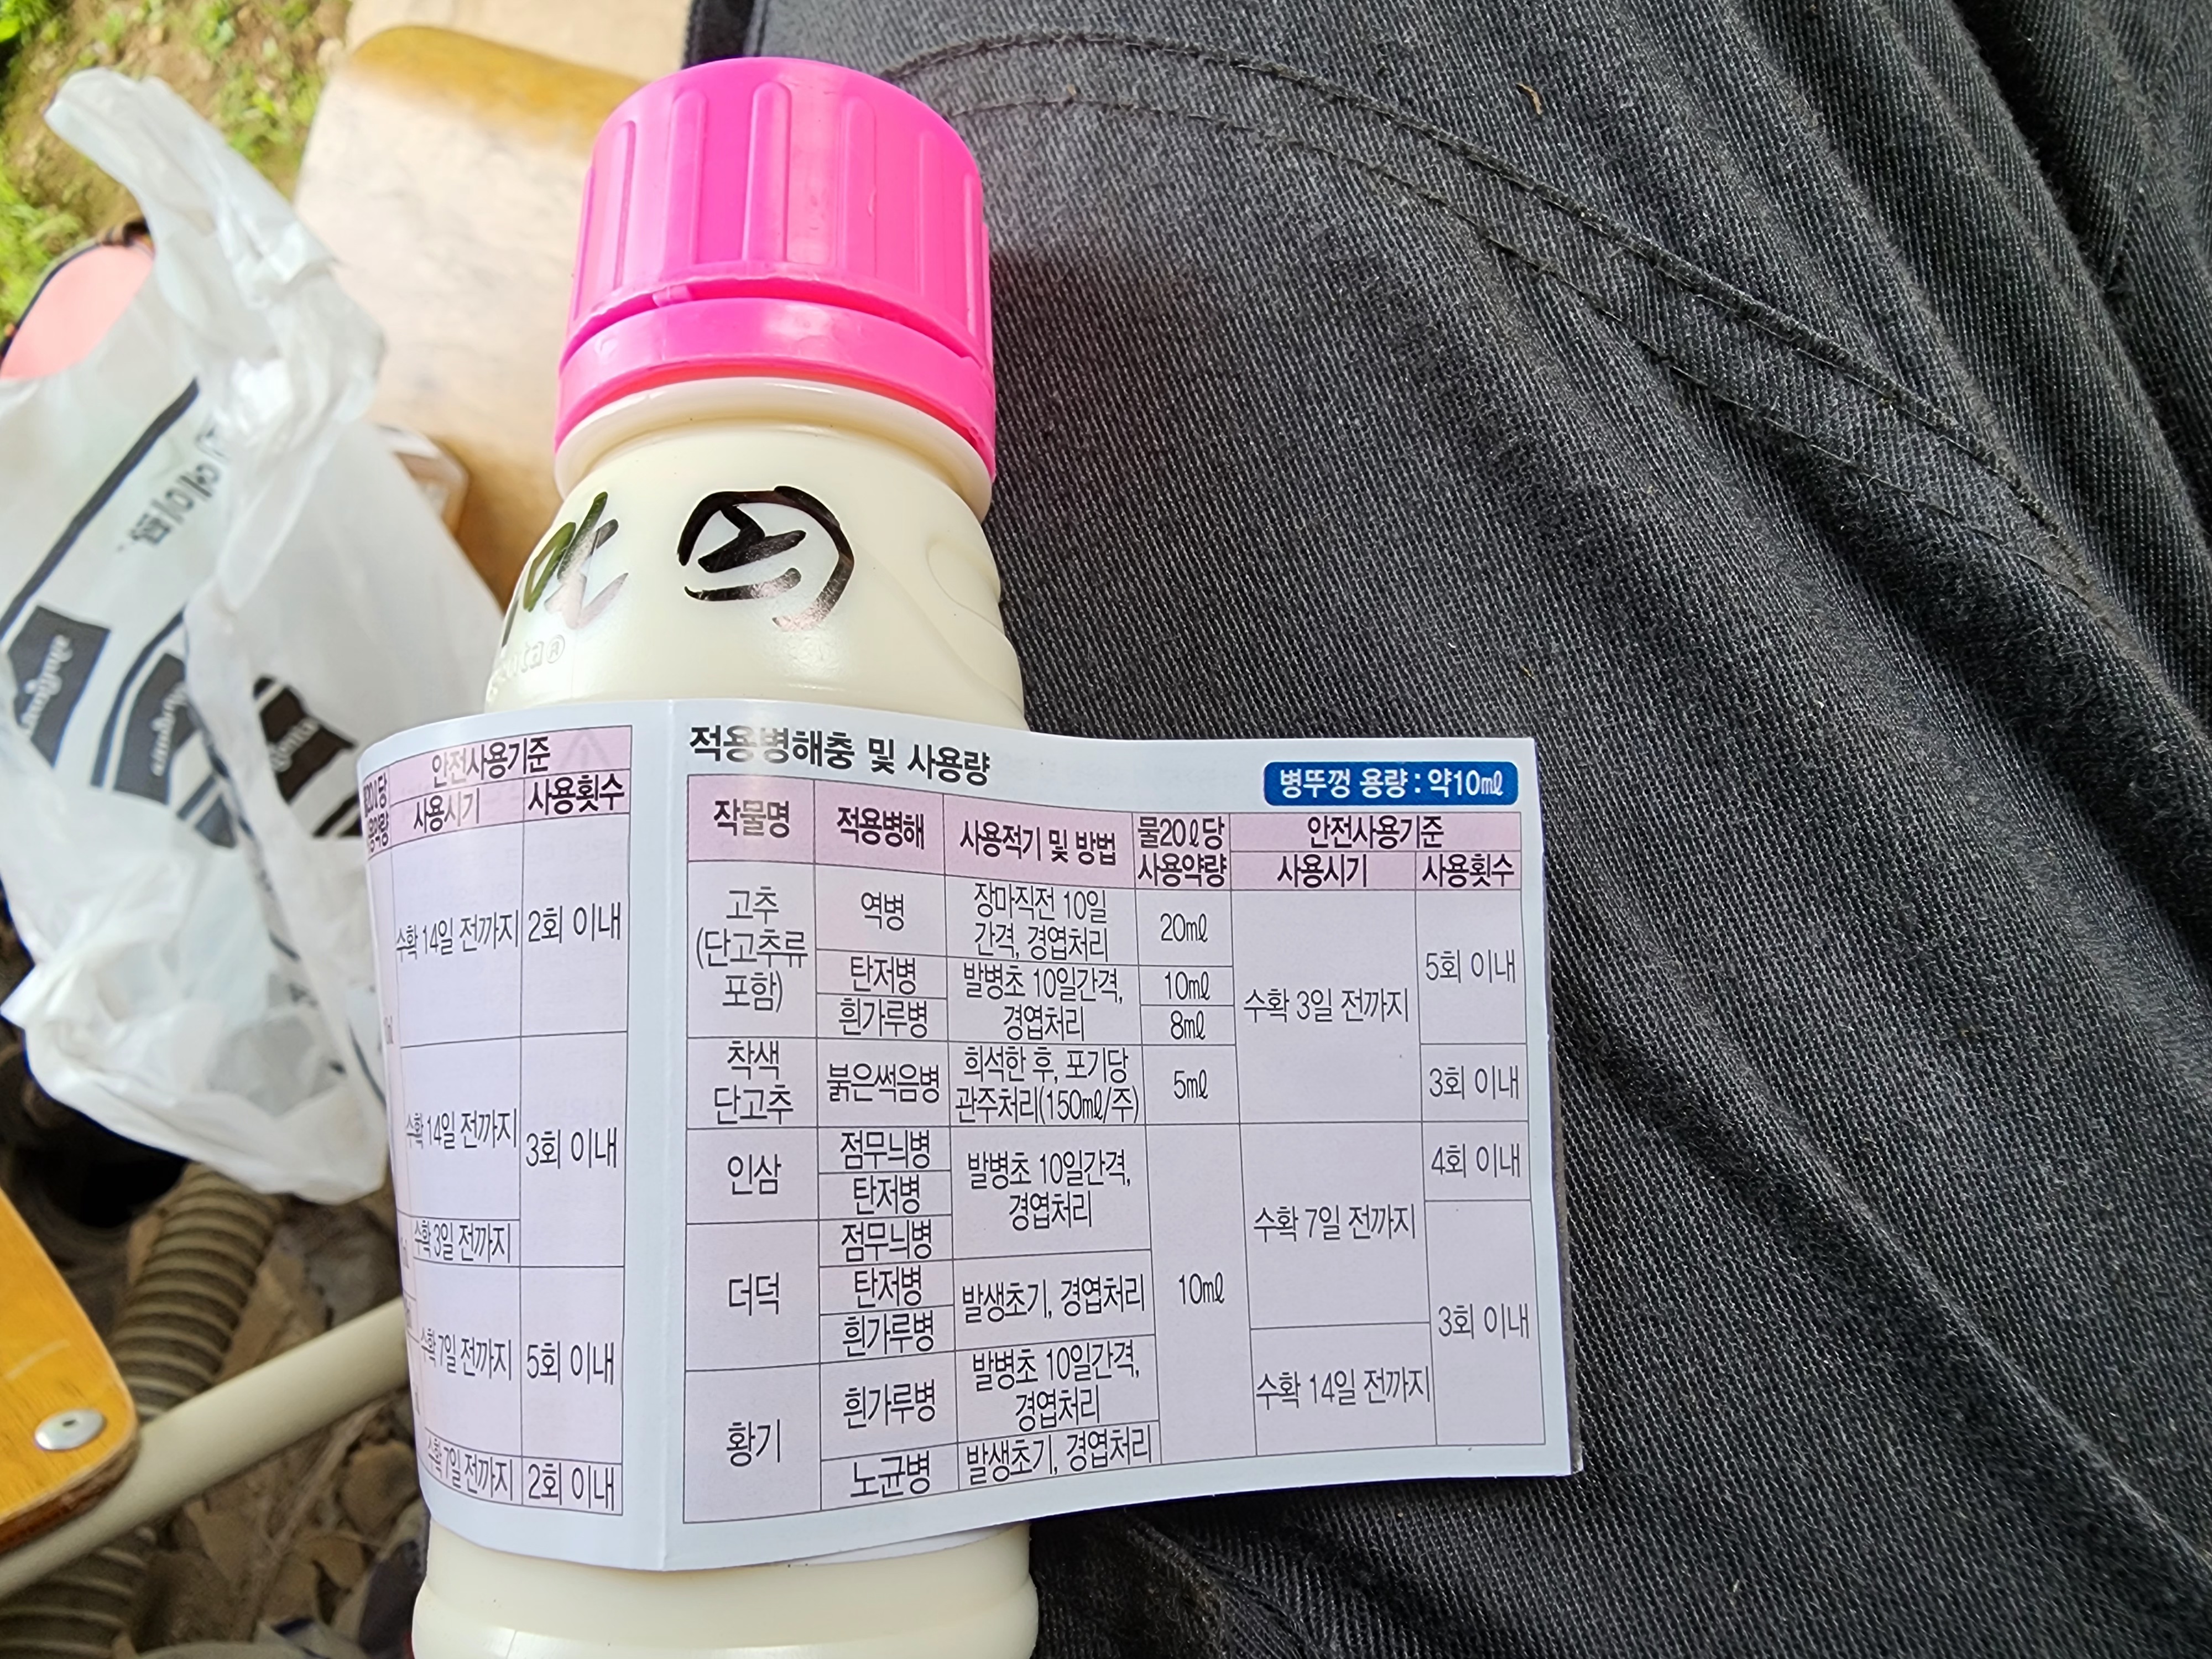 안전사용기준
사용시기 사용횟수
수확 14일 전까지 2회 이내
수확 14일 전까지 3회 이내
수확 3일 전까지
수확 7일 전까지 5회 이내
수확 7일 전까지 2회 이내
적용병해충 및 사용량
병뚜껑 용량 : 약10㎖
작물명 적용병해 사용적기 및 방법 물20ℓ당 사용약량 안전사용기준
사용시기 사용횟수
고추
(단고추류
포함)
역병 장마직전 10일
간격, 경엽처리 20㎖
탄저병 발병초 10일간격,
경엽처리 10㎖
흰가루병 8㎖
수확 3일 전까지 5회 이내
착색
단고추
붉은썩음병 희석한 후, 포기당
관주처리(150㎖/주) 5㎖ 3회 이내
인삼 점무늬병 발병초 10일간격,
경엽처리
탄저병
4회 이내
더덕 점무늬병
탄저병 발생초기, 경엽처리
흰가루병
10㎖ 수확 7일 전까지
3회 이내
황기 흰가루병 발병초 10일간격,
경엽처리
수확 14일 전까지
노균병 발생초기, 경엽처리